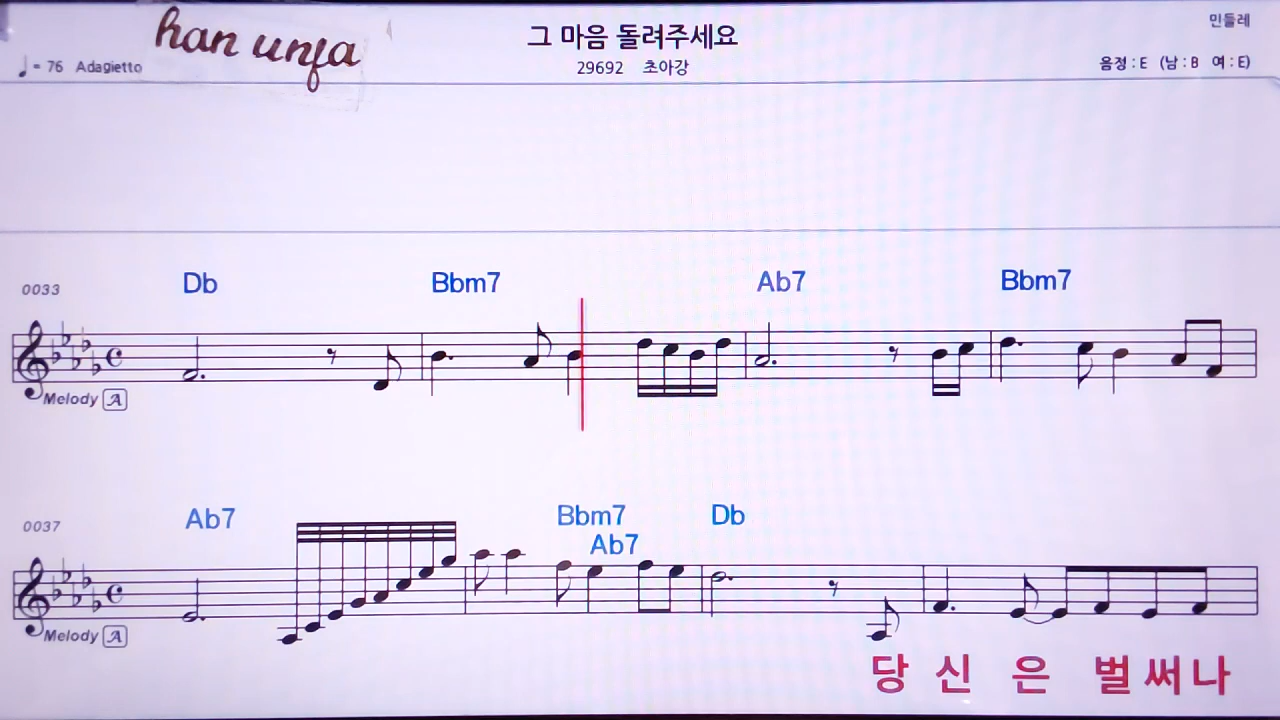 han unfa
그 마음 돌려주세요
민들레
♩= 76 Adagietto
29692 초아강
음정 : E (남 : B 여 : E)
0033 Db Bbm7 Ab7 Bbm7
Melody A
0037 Ab7 Bbm7 Ab7 Db
Melody A
당 신 은 벌 써 나